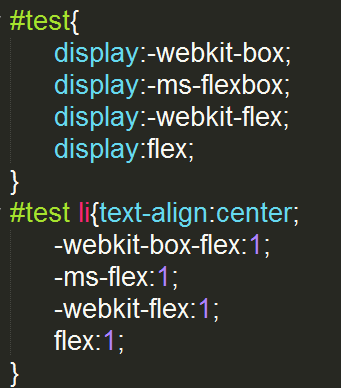 #test{
display:-webkit-box;
display:-ms-flexbox;
display:-webkit-flex;
display:flex;
}
#test li{text-align:center;
-webkit-box-flex:1;
-ms-flex:1;
-webkit-flex:1;
flex:1;
}